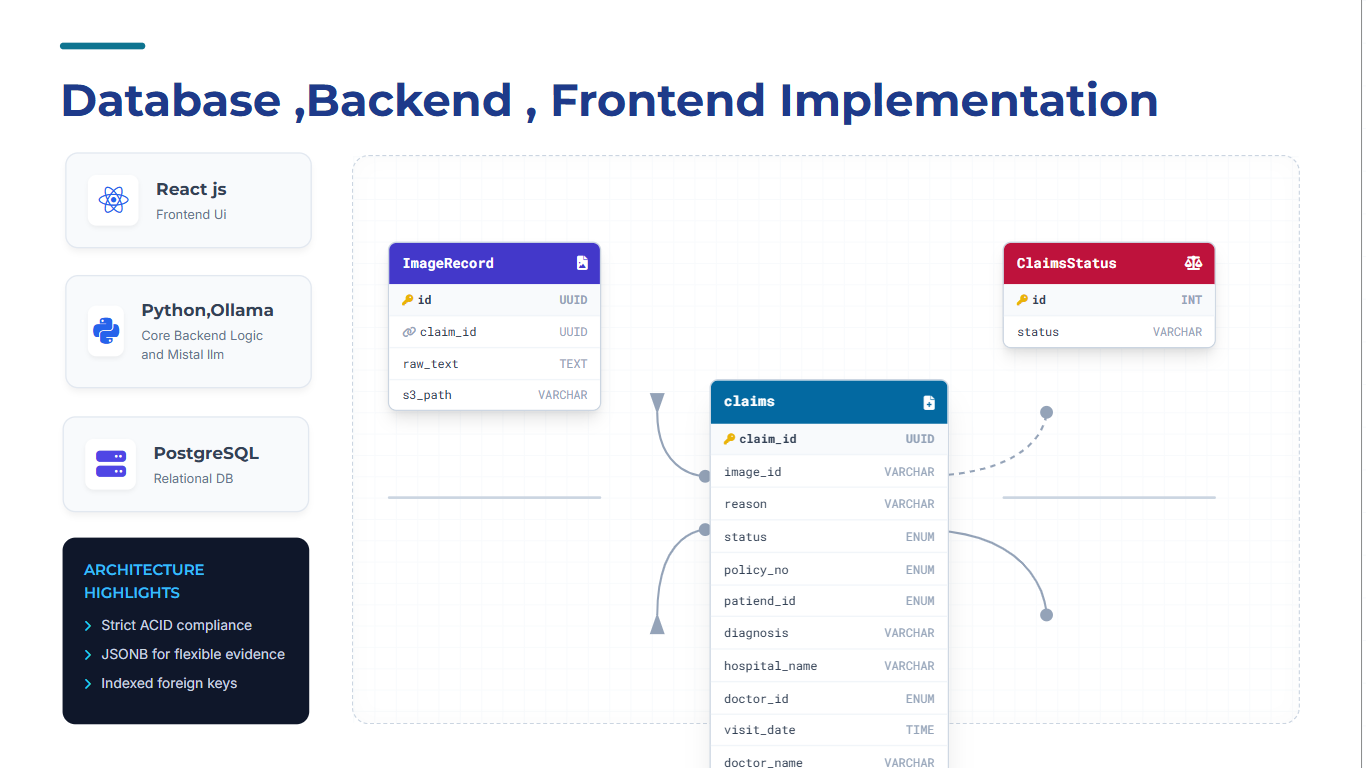 Database ,Backend , Frontend Implementation
React js
Frontend Ui
Python,Ollama
Core Backend Logic
and Mistal llm
PostgreSQL
Relational DB
ARCHITECTURE
HIGHLIGHTS
Strict ACID compliance
JSONB for flexible evidence
Indexed foreign keys
ImageRecord
id UUID
claim_id UUID
raw_text TEXT
s3_path VARCHAR
claims
claim_id UUID
image_id VARCHAR
reason VARCHAR
status ENUM
policy_no ENUM
patiend_id ENUM
diagnosis VARCHAR
hospital_name VARCHAR
doctor_id ENUM
visit_date TIME
doctor_name VARCHAR
ClaimsStatus
id INT
status VARCHAR